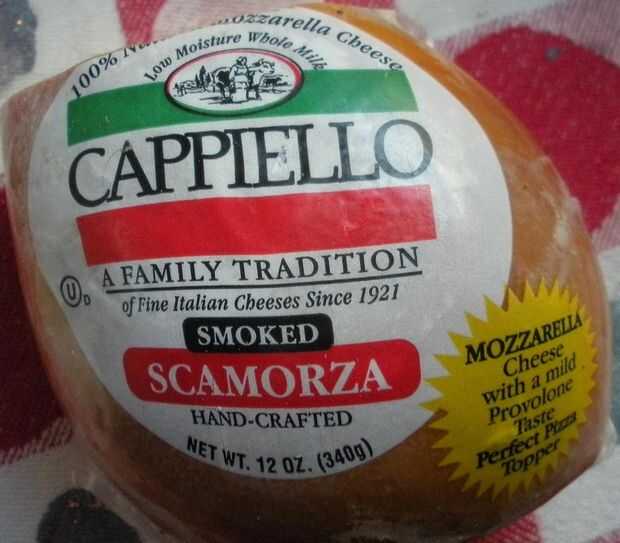 100% Mozzarella Cheese
Low Moisture Whole Milk
CAPPIELLO
A FAMILY TRADITION
of Fine Italian Cheeses Since 1921
U D
SMOKED
SCAMORZA
HAND-CRAFTED
NET WT. 12 OZ. (340g)
MOZZARELLA
Cheese
with a mild
Provolone
Taste
Perfect Pizza
Topper